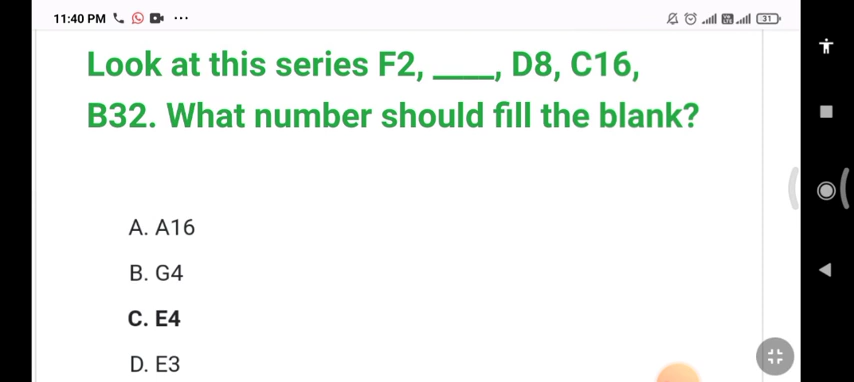 11:40 PM ...
31
Look at this series F2, ____, D8, C16,
B32. What number should fill the blank?
A. A16
B. G4
C. E4
D. E3